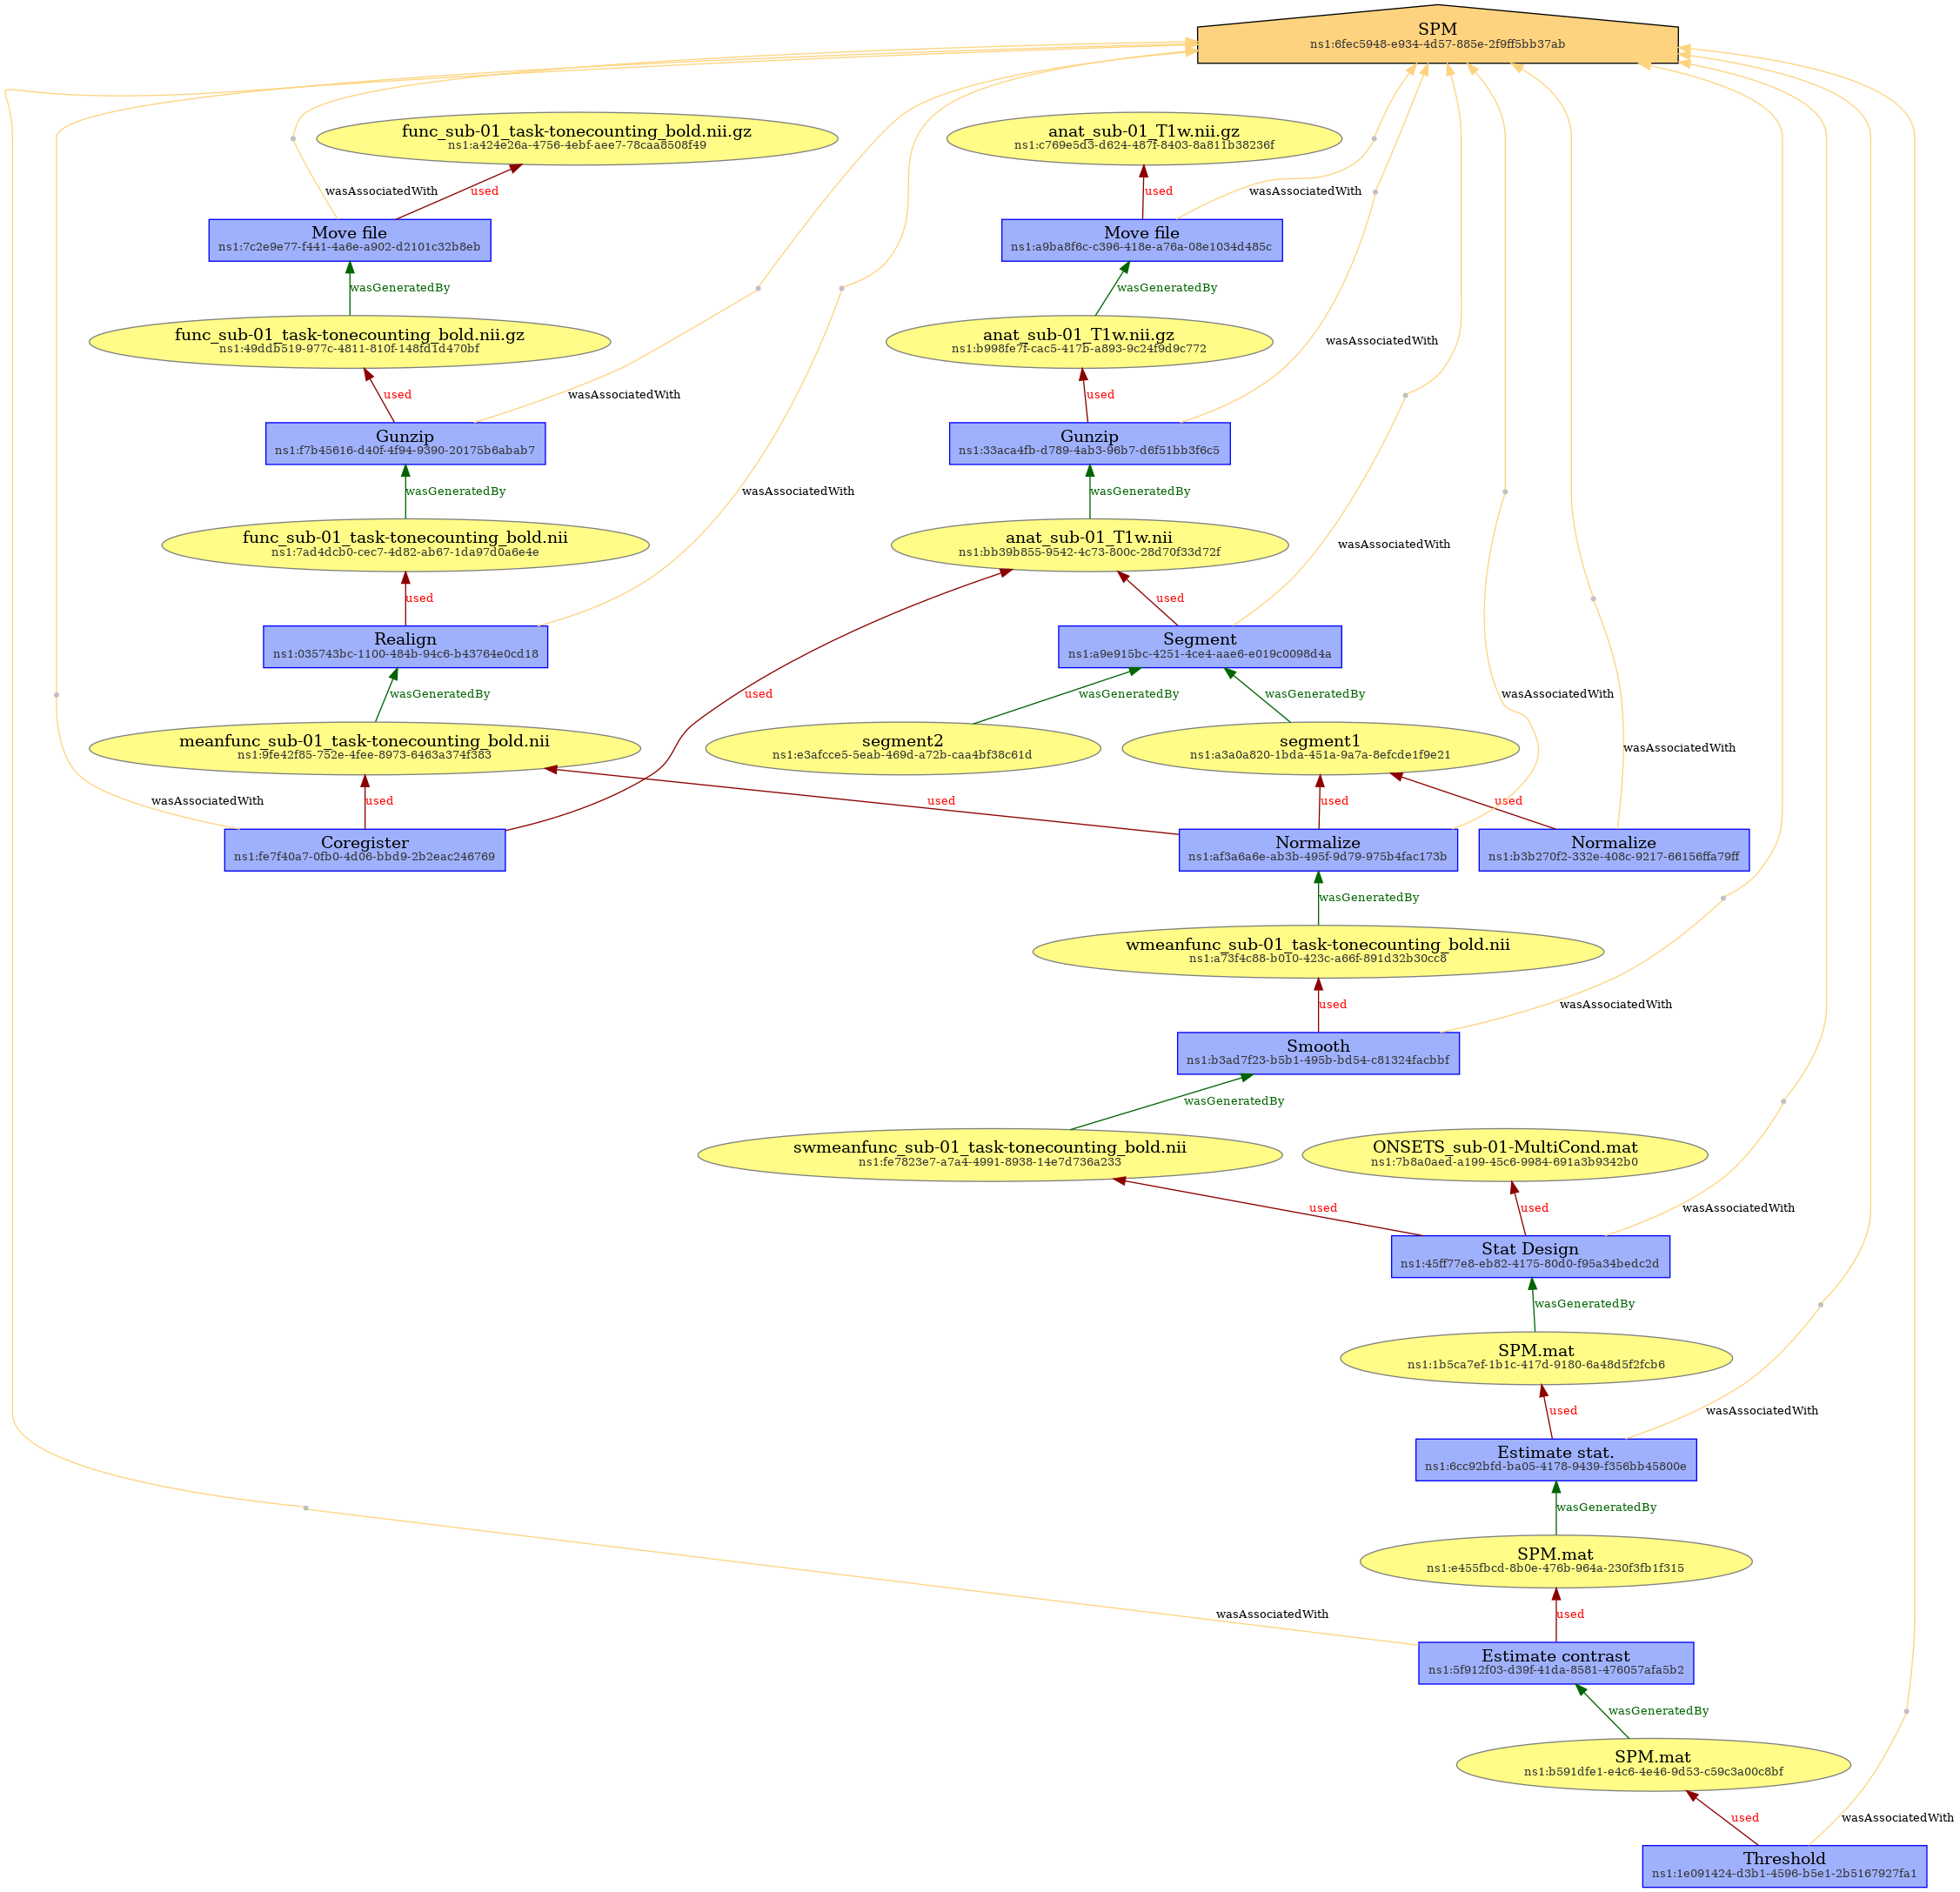 SPM
ns1:6fec5948-e934-4d57-885e-2f9ff5bb37ab
func_sub-01_task-tonecounting_bold.nii.gz
ns1:a424e26a-4756-4ebf-aee7-78caa8508f49
anat_sub-01_T1w.nii.gz
ns1:c769e5d3-d624-487f-8403-8a811b38236f
wasAssociatedWith
used
used
wasAssociatedWith
Move file
ns1:7c2e9e77-f441-4a6e-a902-d2101c32b8eb
Move file
ns1:a9ba8f6c-c396-418e-a76a-08e1034d485c
wasGeneratedBy
wasGeneratedBy
func_sub-01_task-tonecounting_bold.nii.gz
ns1:49ddb519-977c-4811-810f-148fd1d470bf
anat_sub-01_T1w.nii.gz
ns1:b998fe7f-cac5-417b-a893-9c24f9d9c772
wasAssociatedWith
used
wasAssociatedWith
used
Gunzip
ns1:f7b45616-d40f-4f94-9390-20175b6abab7
Gunzip
ns1:33aca4fb-d789-4ab3-96b7-d6f51bb3f6c5
wasGeneratedBy
wasAssociatedWith
wasGeneratedBy
func_sub-01_task-tonecounting_bold.nii
ns1:7ad4dcb0-cec7-4d82-ab67-1da97d0a6e4e
anat_sub-01_T1w.nii
ns1:bb39b855-9542-4c73-800c-28d70f33d72f
wasAssociatedWith
used
used
Realign
ns1:035743bc-1100-484b-94c6-b43764e0cd18
Segment
ns1:a9e915bc-4251-4ce4-aae6-e019c0098d4a
wasGeneratedBy
used
wasGeneratedBy
wasGeneratedBy
wasAssociatedWith
meanfunc_sub-01_task-tonecounting_bold.nii
ns1:9fe42f85-752e-4fee-8973-6463a374f383
segment2
ns1:e3afcce5-5eab-469d-a72b-caa4bf38c61d
segment1
ns1:a3a0a820-1bda-451a-9a7a-8efcde1f9e21
wasAssociatedWith
wasAssociatedWith
used
used
used
used
Coregister
ns1:fe7f40a7-0fb0-4d06-bbd9-2b2eac246769
Normalize
ns1:af3a6a6e-ab3b-495f-9d79-975b4fac173b
Normalize
ns1:b3b270f2-332e-408c-9217-66156ffa79ff
wasGeneratedBy
wmeanfunc_sub-01_task-tonecounting_bold.nii
ns1:a73f4c88-b010-423c-a66f-891d32b30cc8
used
wasAssociatedWith
Smooth
ns1:b3ad7f23-b5b1-495b-bd54-c81324facbbf
wasGeneratedBy
swmeanfunc_sub-01_task-tonecounting_bold.nii
ns1:fe7823e7-a7a4-4991-8938-14e7d736a233
ONSETS_sub-01-MultiCond.mat
ns1:7b8a0aed-a199-45c6-9984-691a3b9342b0
used
used
wasAssociatedWith
Stat Design
ns1:45ff77e8-eb82-4175-80d0-f95a34bedc2d
wasGeneratedBy
SPM.mat
ns1:1b5ca7ef-1b1c-417d-9180-6a48d5f2fcb6
used
wasAssociatedWith
Estimate stat.
ns1:6cc92bfd-ba05-4178-9439-f356bb45800e
wasGeneratedBy
SPM.mat
ns1:e455fbcd-8b0e-476b-964a-230f3fb1f315
wasAssociatedWith
used
Estimate contrast
ns1:5f912f03-d39f-41da-8581-476057afa5b2
wasGeneratedBy
SPM.mat
ns1:b591dfe1-e4c6-4e46-9d53-c59c3a00c8bf
used
wasAssociatedWith
Threshold
ns1:1e091424-d3b1-4596-b5e1-2b5167927fa1